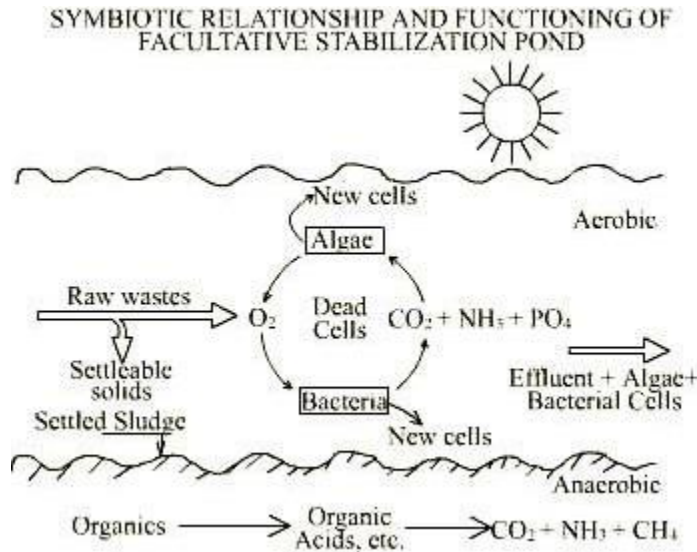 SYMBIOTIC RELATIONSHIP AND FUNCTIONING OF
FACULTATIVE STABILIZATION POND
New cells
Aerobic
Algae
Raw wastes
O₂
Dead
Cells
CO₂ + NH₃ + PO₄
Settleable
solids
Effluent + Algae+
Bacterial Cells
Bacteria
Settled Sludge
New cells
Anaerobic
Organics
Organic
Acids, etc.
CO₂ + NH₃ + CH₄